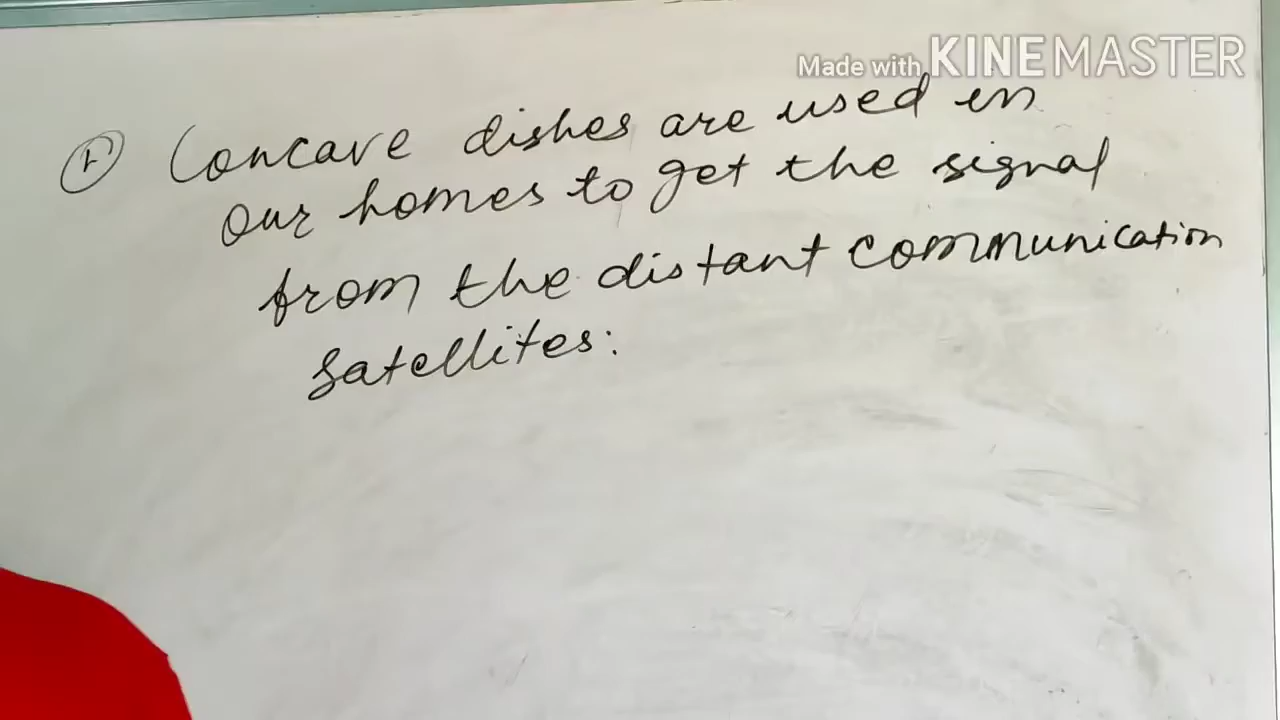 Made with KINEMASTER
Concave dishes are used in
our homes to get the signal
from the distant communication
satellites: